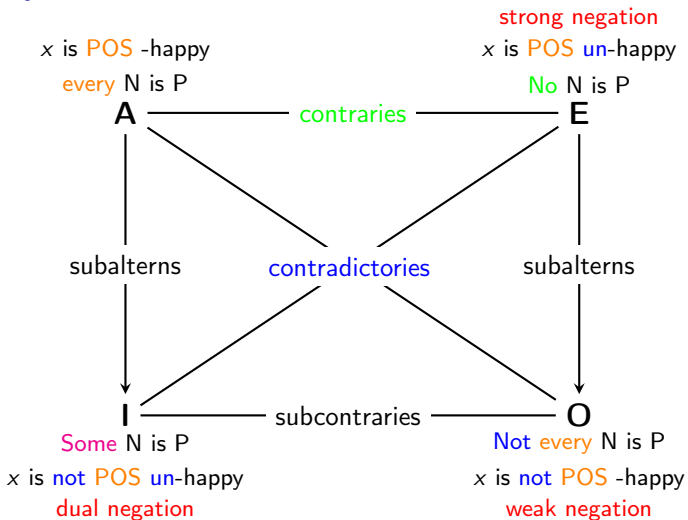 strong negation
x is POS -happy
x is POS un-happy
every N is P
No N is P
A
contraries
E
subalterns
contradictories
subalterns
I
subcontraries
O
Some N is P
Not every N is P
x is not POS un-happy
x is not POS -happy
dual negation
weak negation